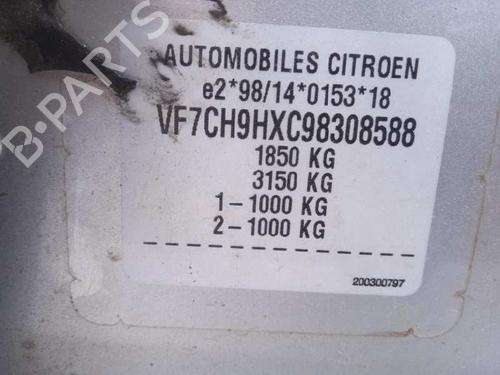 B-PARTS
AUTOMOBILES CITROEN
e2*98/14*0153*18
VF7CH9HXC98308588
1850 KG
3150 KG
1-1000 KG
2-1000 KG
200300797